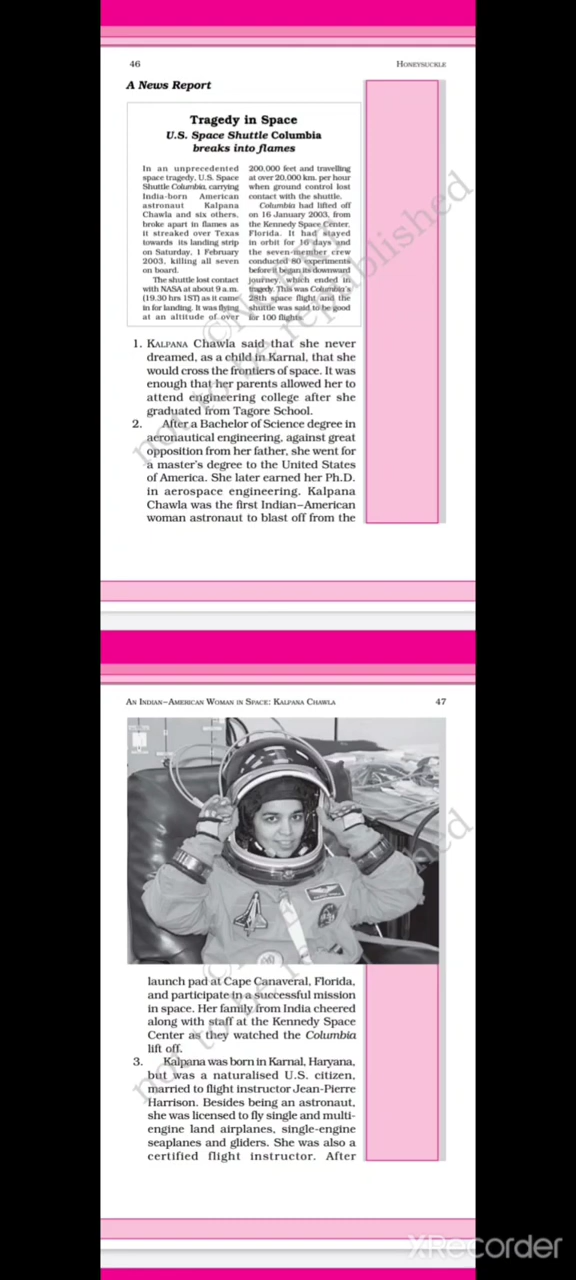 46
HONEYSUCKLE
A News Report
Tragedy in Space
U.S. Space Shuttle Columbia
breaks into flames
In an unprecedented
space tragedy, U.S. Space
Shuttle Columbia, carrying
India-born American
astronaut Kalpana
Chawla and six others,
broke apart in flames as
it streaked over Texas
towards its landing strip
on Saturday, 1 February
2003, killing all seven
on board.
The shuttle lost contact
with NASA at about 9 a.m.
(19.30 hrs 1ST) as it came
in for landing. It was flying
at an altitude of over
200,000 feet and travelling
at over 20,000 km. per hour
when ground control lost
contact with the shuttle.
Columbia had lifted off
on 16 January 2003, from
the Kennedy Space Center,
Florida. It had stayed
in orbit for 16 days and
the seven-member crew
conducted 80 experiments
before it began its downward
journey, which ended in
tragedy. This was Columbia's
28th space flight and the
shuttle was said to be good
for 100 flights.
1. KALPANA Chawla said that she never
dreamed, as a child in Karnal, that she
would cross the frontiers of space. It was
enough that her parents allowed her to
attend engineering college after she
graduated from Tagore School.
2. After a Bachelor of Science degree in
aeronautical engineering, against great
opposition from her father, she went for
a master's degree to the United States
of America. She later earned her Ph.D.
in aerospace engineering. Kalpana
Chawla was the first Indian–American
woman astronaut to blast off from the
not to be republished
AN INDIAN–AMERICAN WOMAN IN SPACE: KALPANA CHAWLA
47
launch pad at Cape Canaveral, Florida,
and participate in a successful mission
in space. Her family from India cheered
along with staff at the Kennedy Space
Center as they watched the Columbia
lift off.
3. Kalpana was born in Karnal, Haryana,
but was a naturalised U.S. citizen,
married to flight instructor Jean-Pierre
Harrison. Besides being an astronaut,
she was licensed to fly single and multi-
engine land airplanes, single-engine
seaplanes and gliders. She was also a
certified flight instructor. After
XRecorder